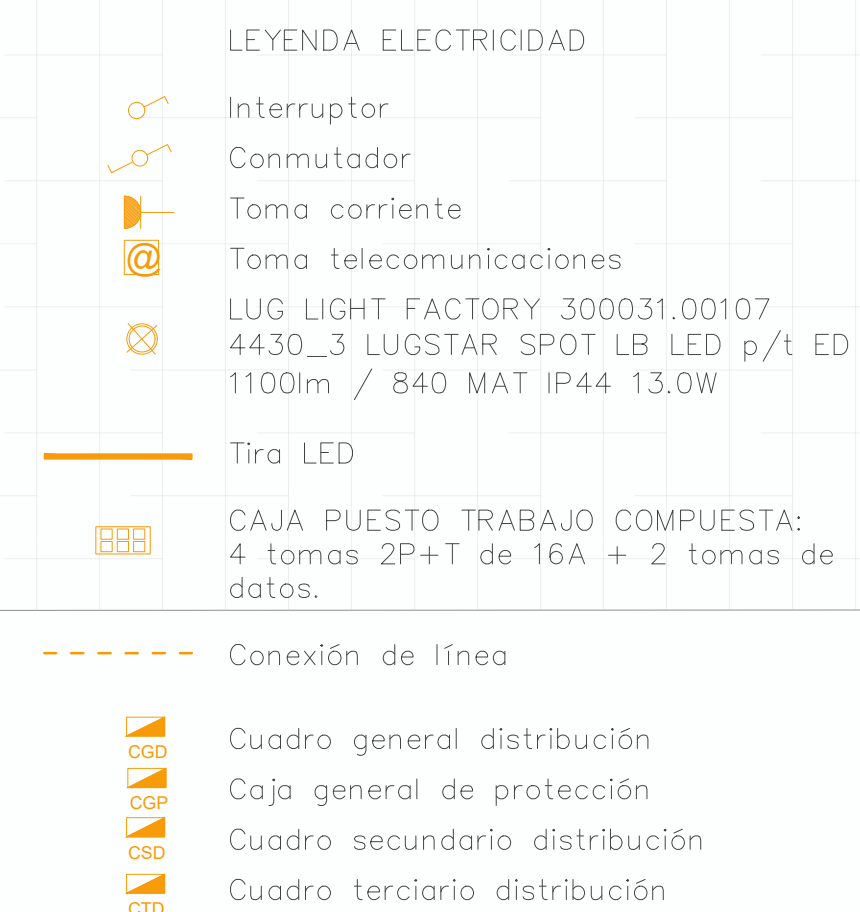 LEYENDA ELECTRICIDAD
Interruptor
Conmutador
Toma corriente
@ Toma telecomunicaciones
LUG LIGHT FACTORY 300031.00107
4430_3 LUGSTAR SPOT LB LED p/t ED
1100lm / 840 MAT IP44 13.0W
Tira LED
CAJA PUESTO TRABAJO COMPUESTA:
4 tomas 2P+T de 16A + 2 tomas de
datos.
Conexión de línea
CGD Cuadro general distribución
CGP Caja general de protección
CSD Cuadro secundario distribución
CTD Cuadro terciario distribución